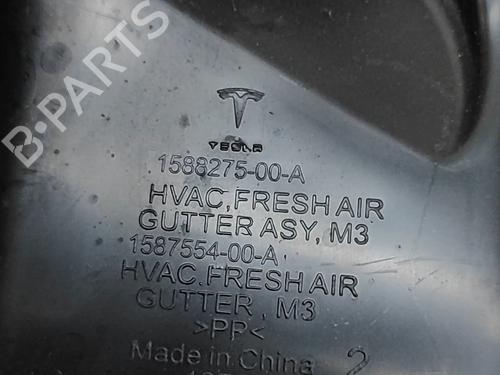 B-PARTS
TESLA
1588275-00-A
HVAC, FRESH AIR
GUTTER ASY, M3
1587554-00-A
HVAC, FRESH AIR
GUTTER , M3
>PP<
Made in China 2